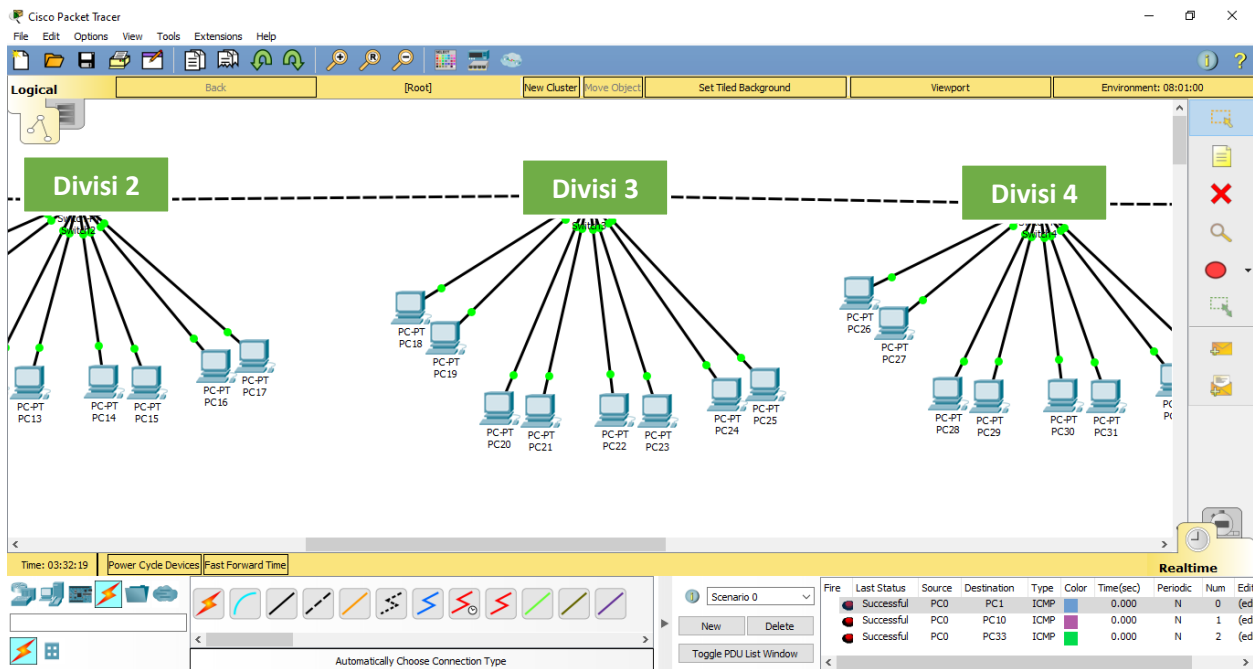 Cisco Packet Tracer
File Edit Options View Tools Extensions Help
Logical
Back
[Root]
New Cluster
Move Object
Set Tiled Background
Viewport
Environment: 08:01:00
Divisi 2
Divisi 3
Divisi 4
Switch2
Switch3
Switch4
PC-PT
PC13
PC-PT
PC14
PC-PT
PC15
PC-PT
PC16
PC-PT
PC17
PC-PT
PC18
PC-PT
PC19
PC-PT
PC20
PC-PT
PC21
PC-PT
PC22
PC-PT
PC23
PC-PT
PC24
PC-PT
PC25
PC-PT
PC26
PC-PT
PC27
PC-PT
PC28
PC-PT
PC29
PC-PT
PC30
PC-PT
PC31
Time: 03:32:19
Power Cycle Devices
Fast Forward Time
Realtime
Automatically Choose Connection Type
Scenario 0
New
Delete
Toggle PDU List Window
Fire Last Status Source Destination Type Color Time(sec) Periodic Num Edit
Successful PC0 PC1 ICMP 0.000 N 0 (ed
Successful PC0 PC10 ICMP 0.000 N 1 (ed
Successful PC0 PC33 ICMP 0.000 N 2 (ed